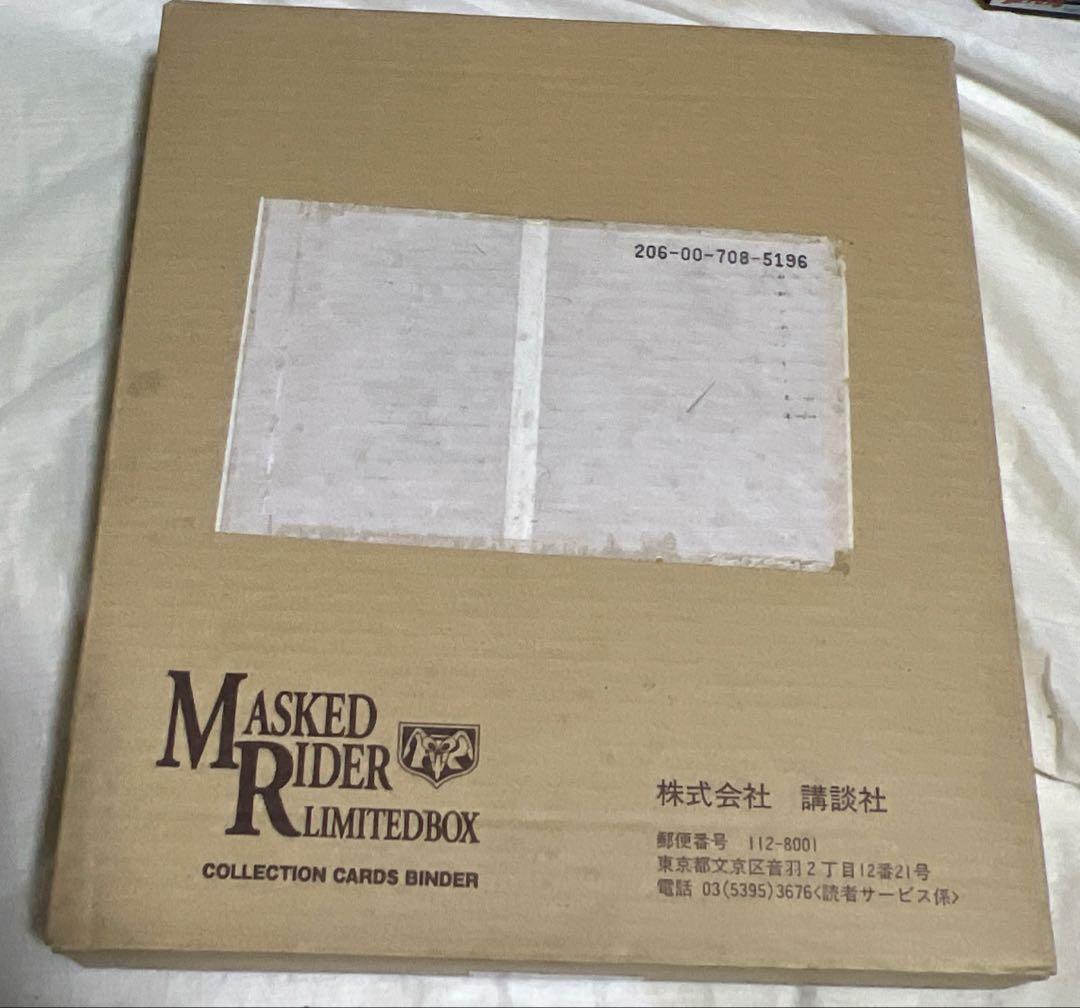 206-00-708-5196
MASKED
RIDER
LIMITED BOX
COLLECTION CARDS BINDER
株式会社 講談社
郵便番号 112-8001
東京都文京区音羽2丁目12番21号
電話 03(5395)3676<読者サービス係>